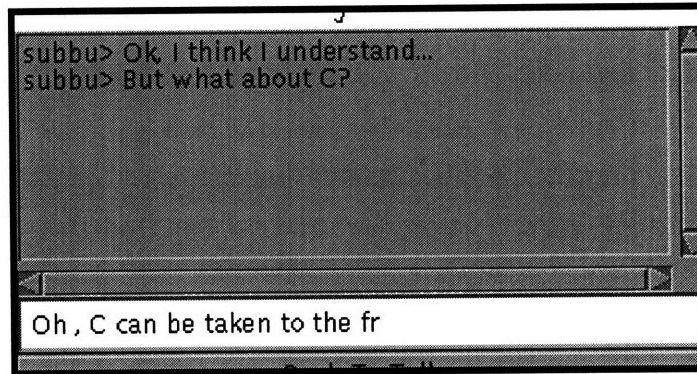 subbu> Ok, I think I understand...
subbu> But what about C?
Oh , C can be taken to the fr